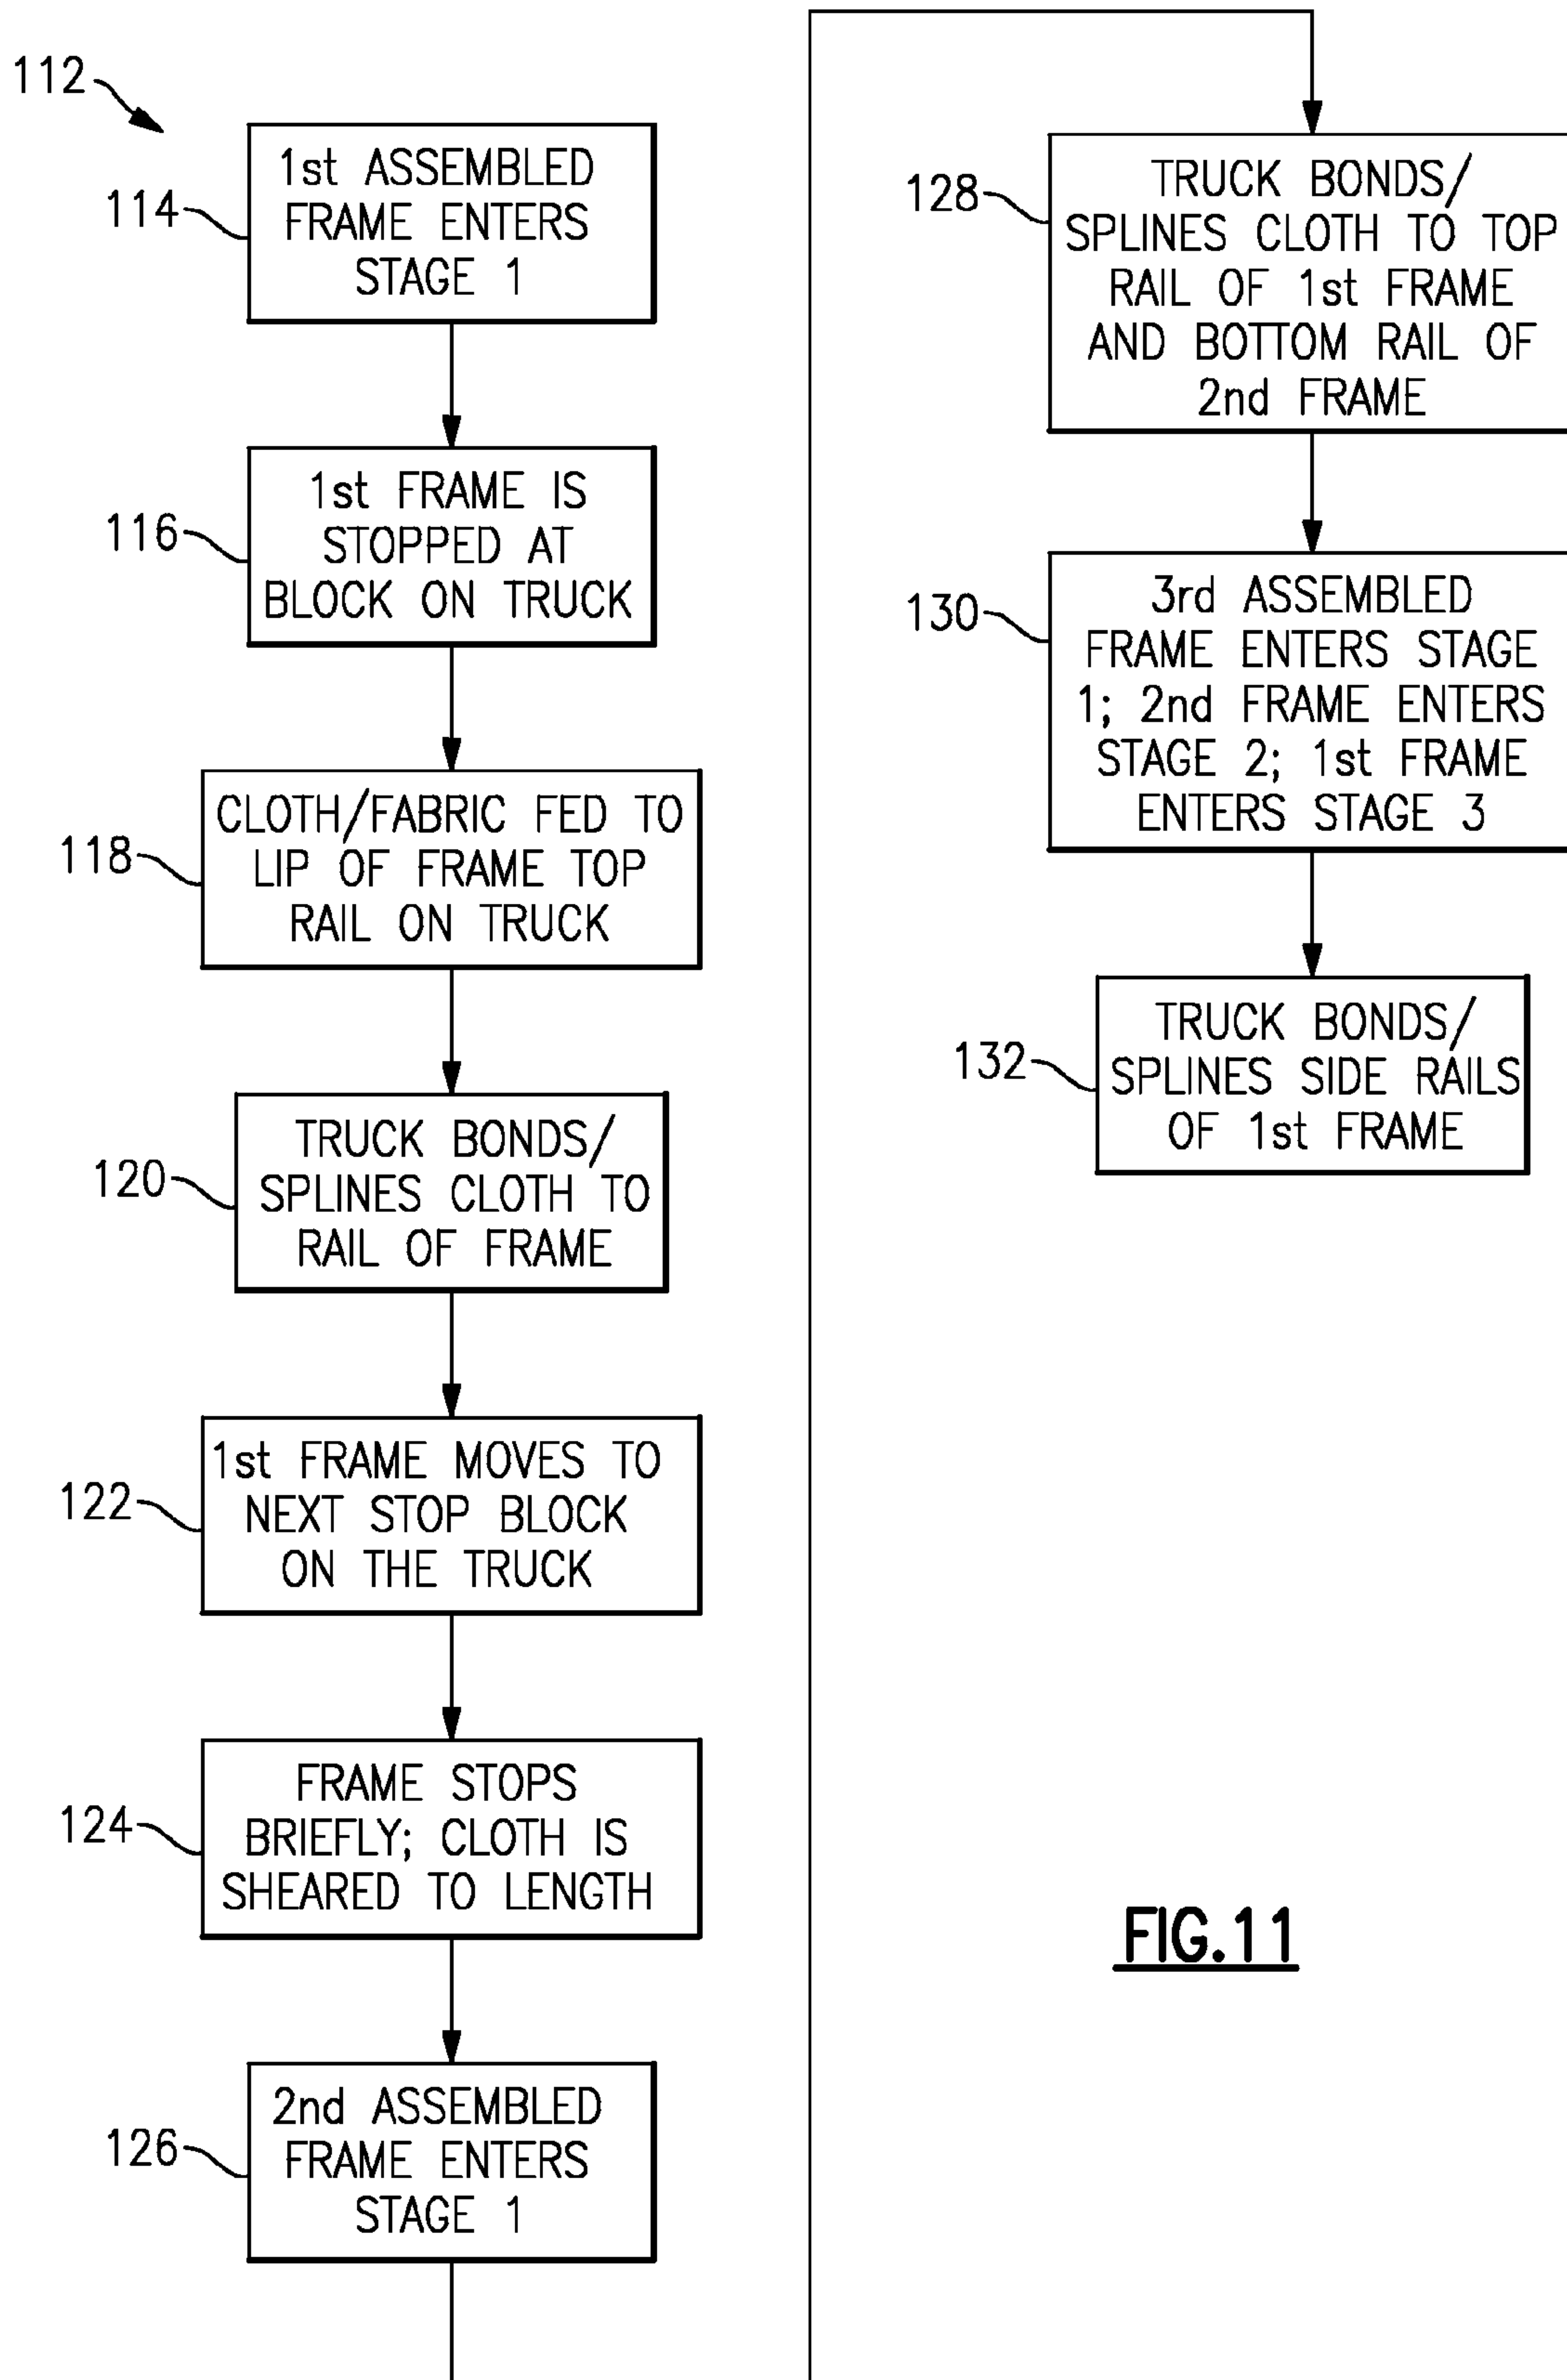 112
114
1st ASSEMBLED
FRAME ENTERS
STAGE 1
116
1st FRAME IS
STOPPED AT
BLOCK ON TRUCK
118
CLOTH/FABRIC FED TO
LIP OF FRAME TOP
RAIL ON TRUCK
120
TRUCK BONDS/
SPLINES CLOTH TO
RAIL OF FRAME
122
1st FRAME MOVES TO
NEXT STOP BLOCK
ON THE TRUCK
124
FRAME STOPS
BRIEFLY; CLOTH IS
SHEARED TO LENGTH
126
2nd ASSEMBLED
FRAME ENTERS
STAGE 1
128
TRUCK BONDS/
SPLINES CLOTH TO TOP
RAIL OF 1st FRAME
AND BOTTOM RAIL OF
2nd FRAME
130
3rd ASSEMBLED
FRAME ENTERS STAGE
1; 2nd FRAME ENTERS
STAGE 2; 1st FRAME
ENTERS STAGE 3
132
TRUCK BONDS/
SPLINES SIDE RAILS
OF 1st FRAME
FIG.11